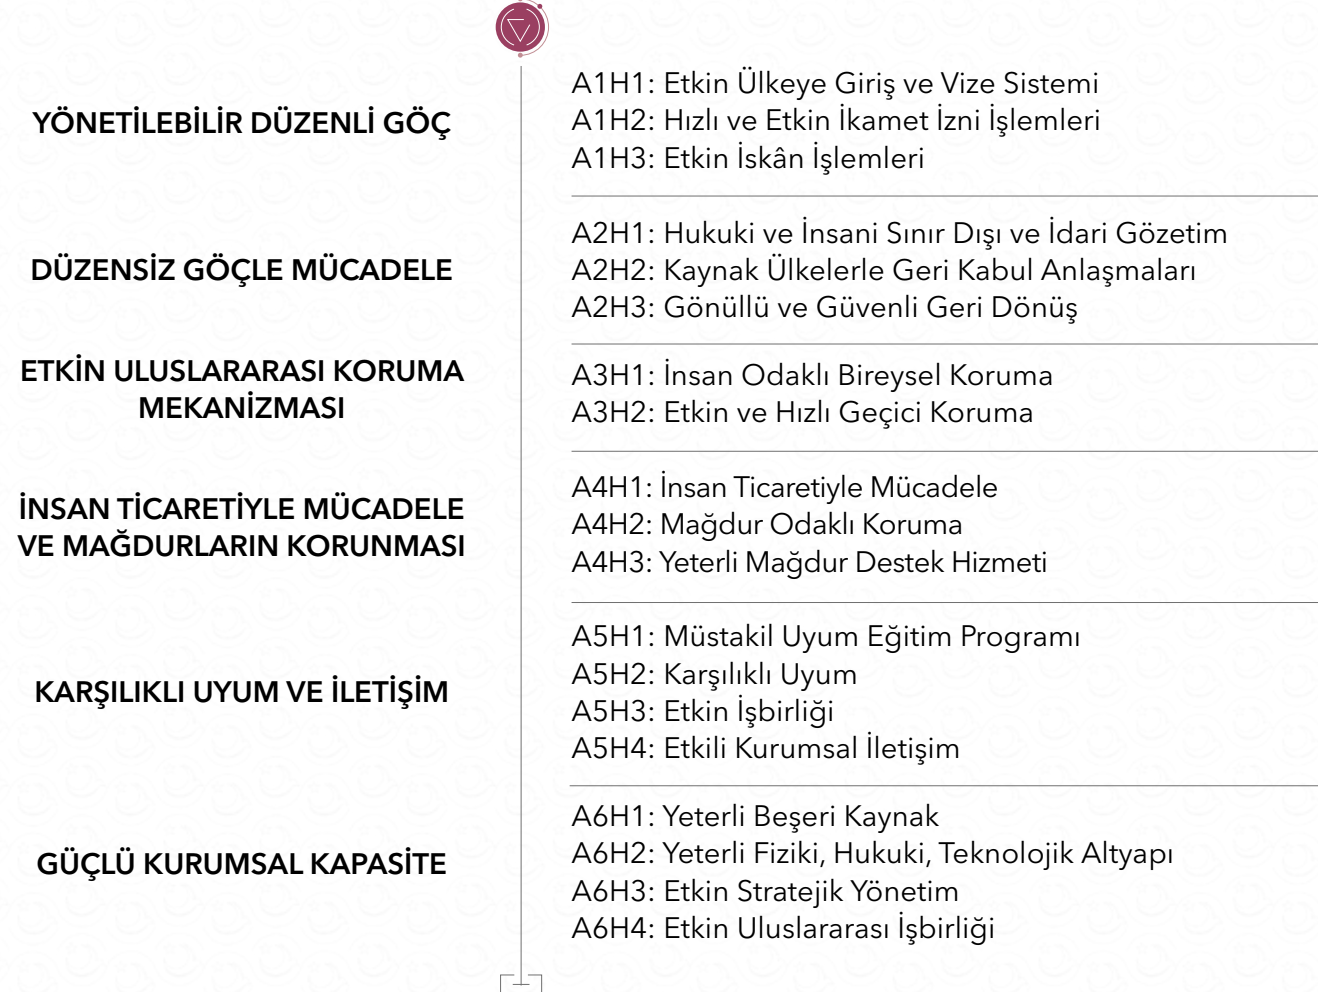 YÖNETİLEBİLİR DÜZENLİ GÖÇ
A1H1: Etkin Ülkeye Giriş ve Vize Sistemi
A1H2: Hızlı ve Etkin İkamet İzni İşlemleri
A1H3: Etkin İskân İşlemleri
DÜZENSİZ GÖÇLE MÜCADELE
A2H1: Hukuki ve İnsani Sınır Dışı ve İdari Gözetim
A2H2: Kaynak Ülkelerle Geri Kabul Anlaşmaları
A2H3: Gönüllü ve Güvenli Geri Dönüş
ETKİN ULUSLARARASI KORUMA
MEKANİZMASI
A3H1: İnsan Odaklı Bireysel Koruma
A3H2: Etkin ve Hızlı Geçici Koruma
İNSAN TİCARETİYLE MÜCADELE
VE MAĞDURLARIN KORUNMASI
A4H1: İnsan Ticaretiyle Mücadele
A4H2: Mağdur Odaklı Koruma
A4H3: Yeterli Mağdur Destek Hizmeti
KARŞILIKLI UYUM VE İLETİŞİM
A5H1: Müstakil Uyum Eğitim Programı
A5H2: Karşılıklı Uyum
A5H3: Etkin İşbirliği
A5H4: Etkili Kurumsal İletişim
GÜÇLÜ KURUMSAL KAPASİTE
A6H1: Yeterli Beşeri Kaynak
A6H2: Yeterli Fiziki, Hukuki, Teknolojik Altyapı
A6H3: Etkin Stratejik Yönetim
A6H4: Etkin Uluslararası İşbirliği